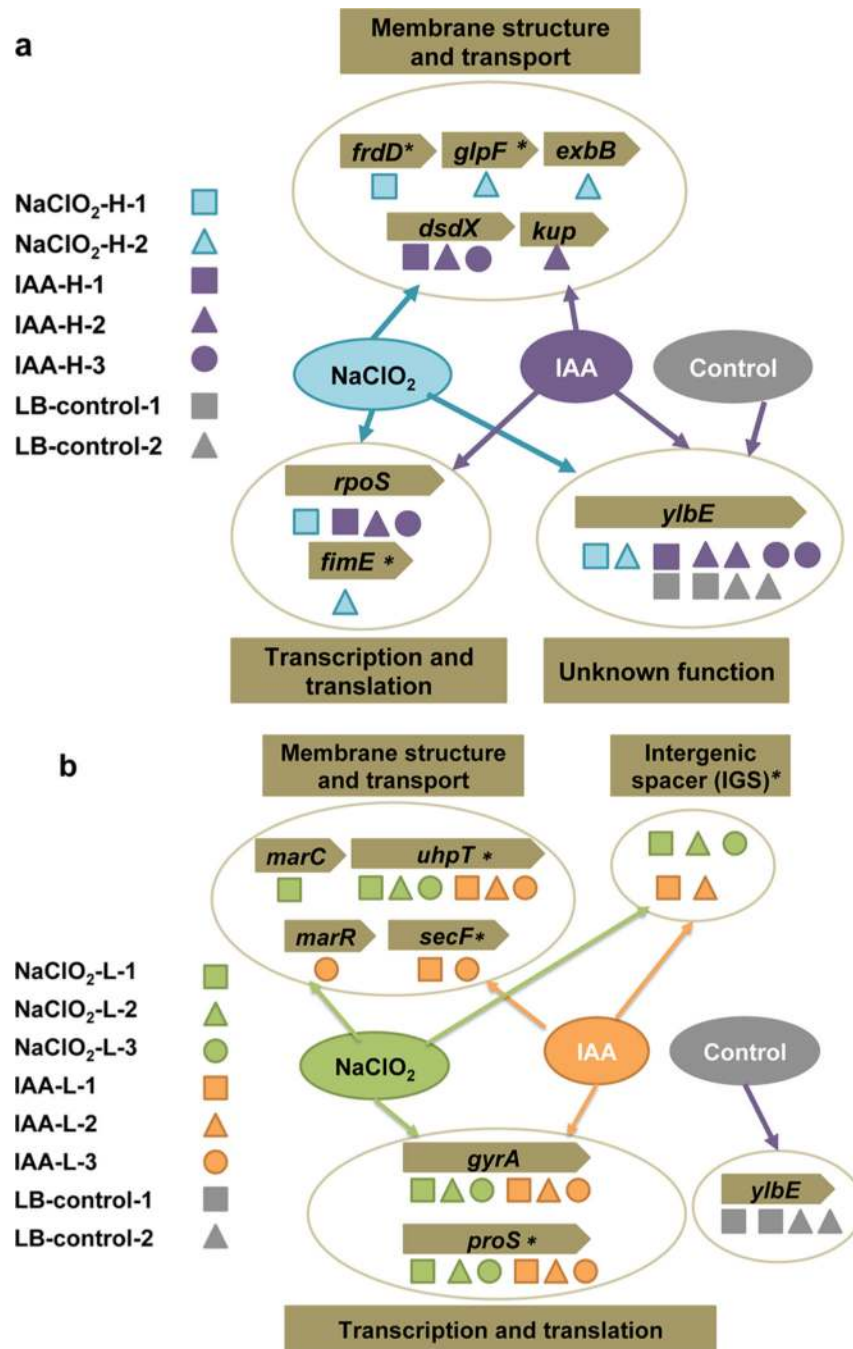 a
Membrane structure
and transport
frdD*
glpF *
exbB
dsdX
kup
NaClO₂-H-1
NaClO₂-H-2
IAA-H-1
IAA-H-2
IAA-H-3
LB-control-1
LB-control-2
NaClO₂
IAA
Control
rpoS
fimE *
ylbE
Transcription and
translation
Unknown function
b
Membrane structure
and transport
Intergenic
spacer (IGS)*
marC
uhpT *
marR
secF*
NaClO₂-L-1
NaClO₂-L-2
NaClO₂-L-3
IAA-L-1
IAA-L-2
IAA-L-3
LB-control-1
LB-control-2
NaClO₂
IAA
Control
gyrA
proS *
ylbE
Transcription and translation